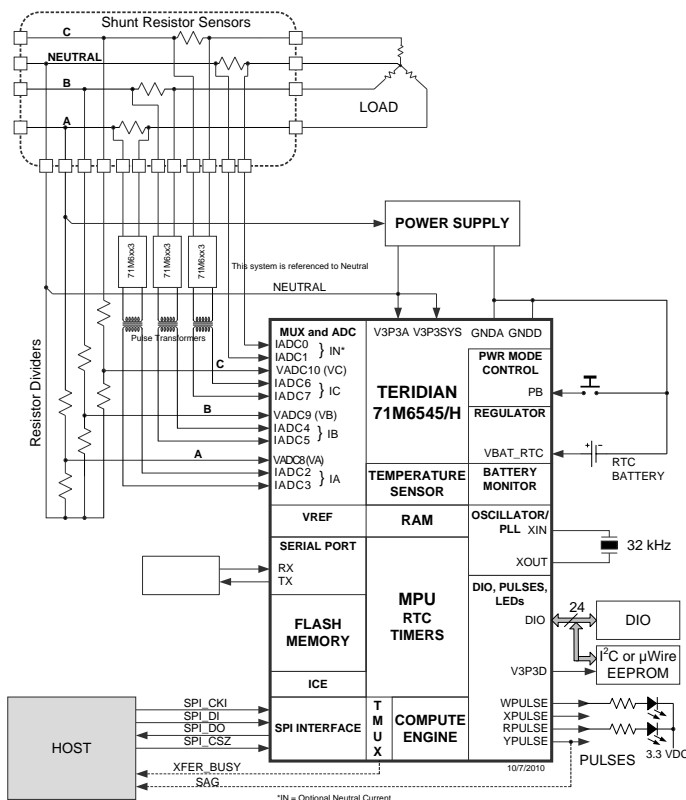 Shunt Resistor Sensors
C
NEUTRAL
B
A
LOAD
POWER SUPPLY
71M6xx3
71M6xx3
71M6xx3
This system is referenced to Neutral
NEUTRAL
Pulse Transformers
Resistor Dividers
MUX and ADC
V3P3A V3P3SYS
GNDA GNDD
IADC0
IADC1
} IN*
VADC10 (VC)
C
IADC6
IADC7
} IC
VADC9 (VB)
B
IADC4
IADC5
} IB
VADC8 (VA)
A
IADC2
IADC3
} IA
TERIDIAN
71M6545/H
PWR MODE
CONTROL
PB
REGULATOR
VBAT_RTC
RTC
BATTERY
TEMPERATURE
SENSOR
BATTERY
MONITOR
VREF
RAM
OSCILLATOR/
PLL XIN
XOUT
32 kHz
SERIAL PORT
RX
TX
MPU
RTC
TIMERS
DIO, PULSES,
LEDs
DIO
24
DIO
FLASH
MEMORY
I²C or µWire
EEPROM
V3P3D
ICE
HOST
SPI_CKI
SPI_DI
SPI_DO
SPI_CSZ
SPI INTERFACE
TMUX
COMPUTE
ENGINE
WPULSE
XPULSE
RPULSE
YPULSE
PULSES
3.3 VDC
XFER_BUSY
SAG
10/7/2010
*IN = Optional Neutral Current